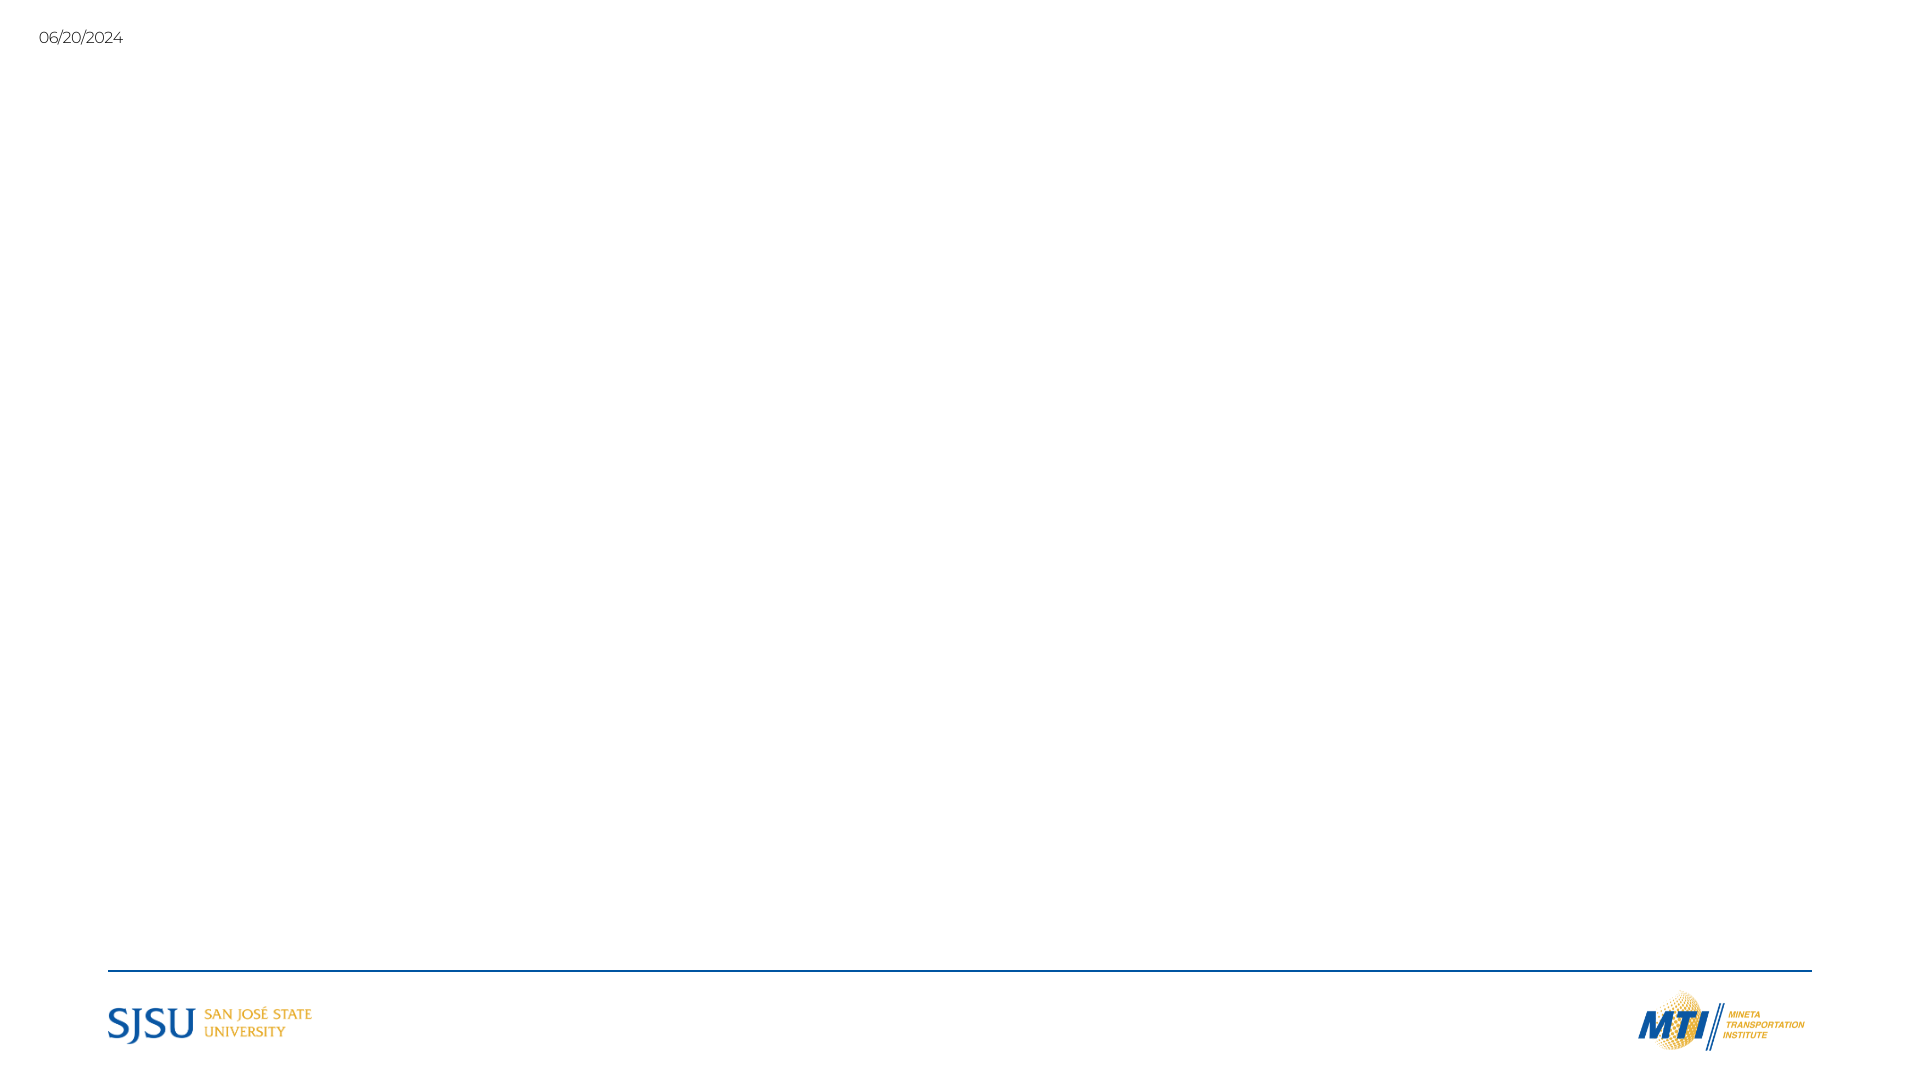 06/20/2024
SJSU SAN JOSÉ STATE
UNIVERSITY
MTI MINETA
TRANSPORTATION
INSTITUTE